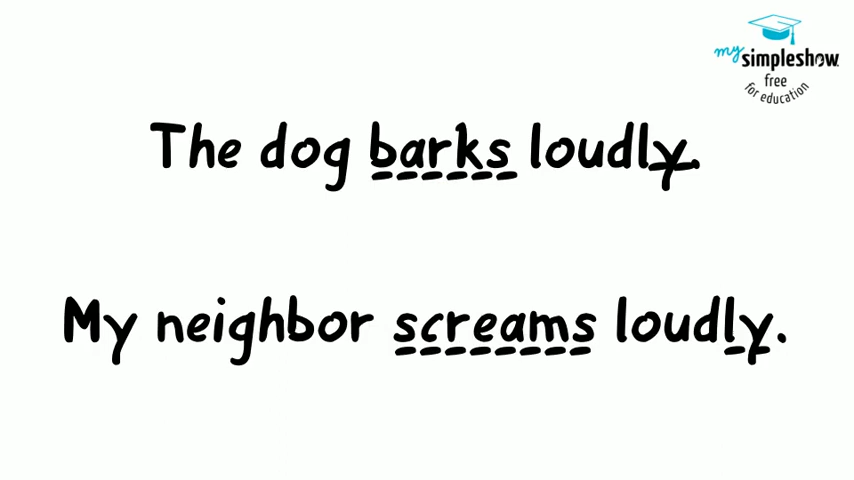 my
simpleshow
free
for education
The dog barks loudly.
My neighbor screams loudly.